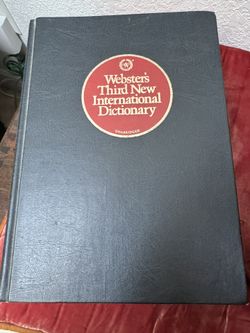 Webster's
Third New
International
Dictionary
UNABRIDGED